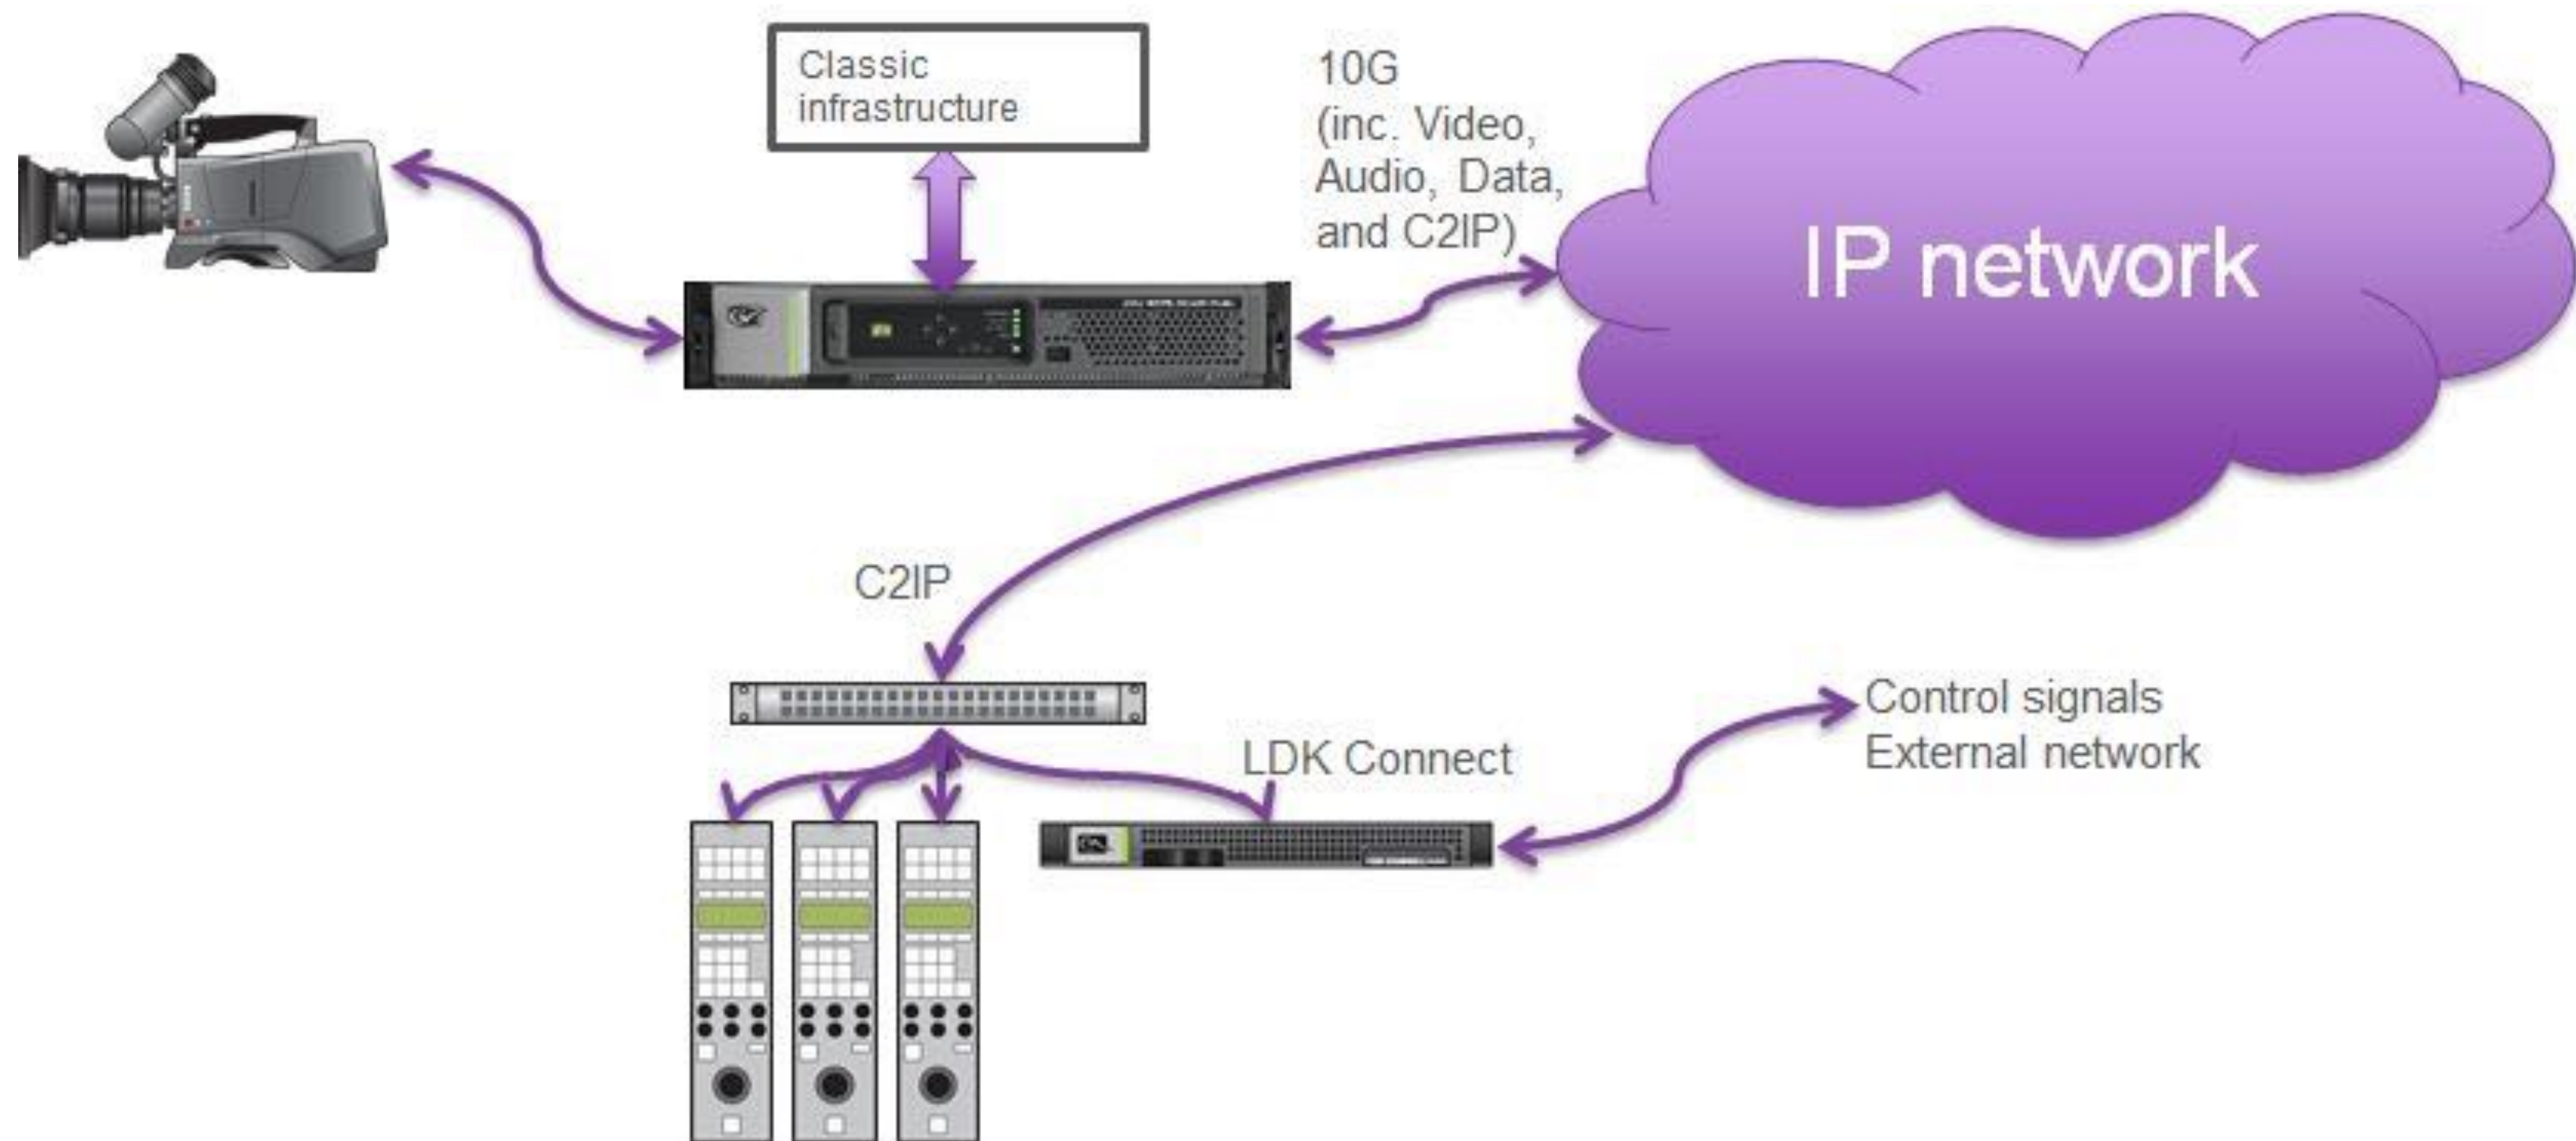 Classic
infrastructure
10G
(inc. Video,
Audio, Data,
and C2IP)
IP network
C2IP
LDK Connect
Control signals
External network